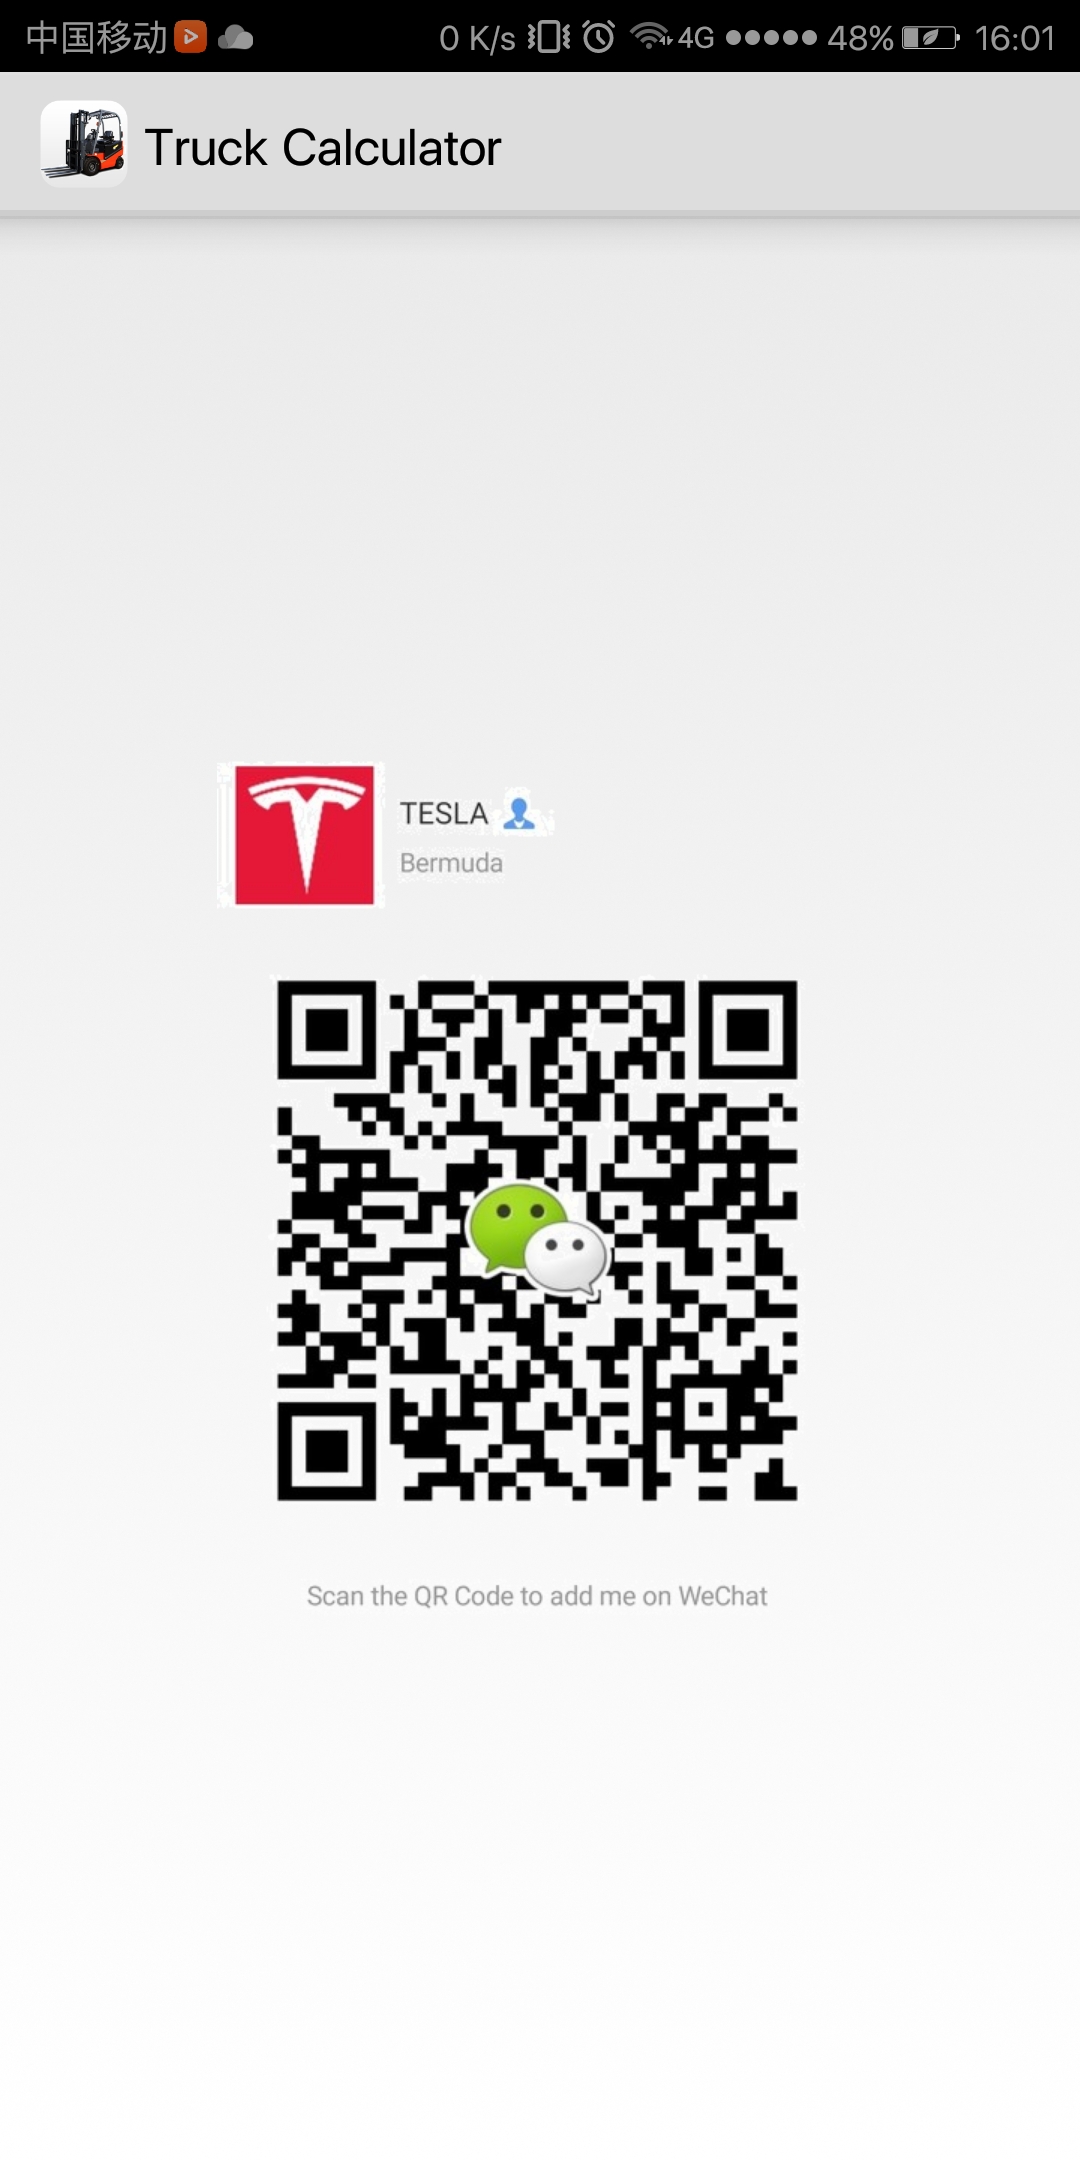 中国移动 0 K/s 4G 48% 16:01
Truck Calculator
TESLA
Bermuda
Scan the QR Code to add me on WeChat